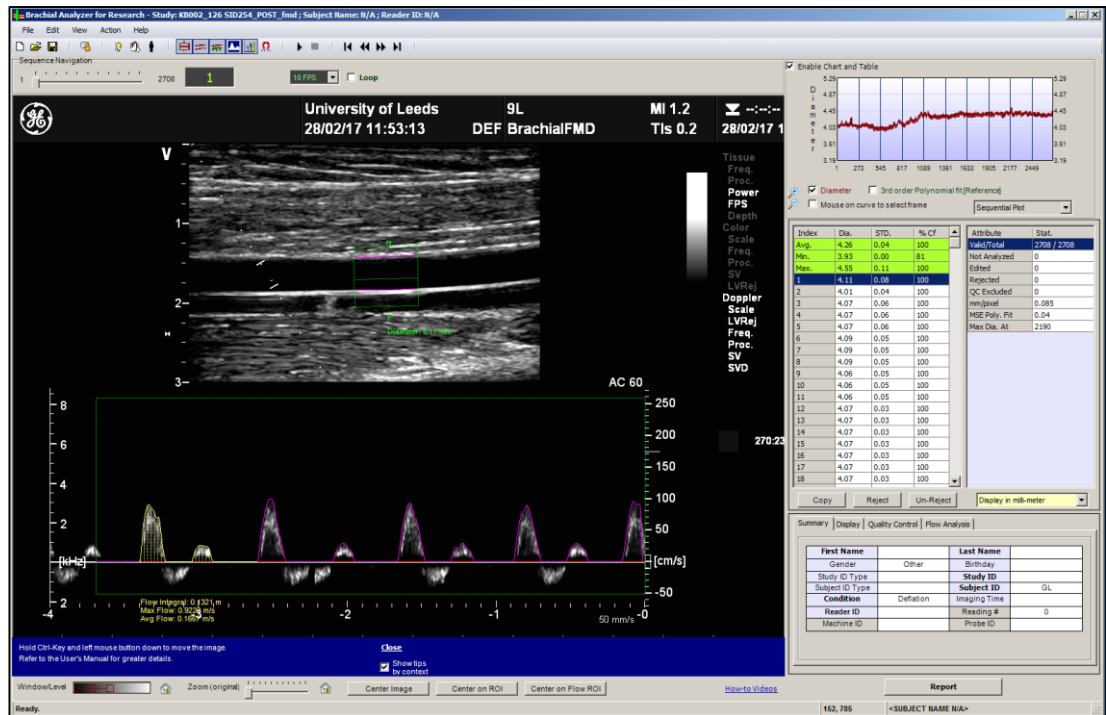 Brachial Analyzer for Research - Study: KB002_126 SID254_POST_fmd ; Subject Name: N/A ; Reader ID: N/A
File Edit View Action Help
Sequence Navigation
1 2708 1 10 FPS Loop
University of Leeds 9L MI 1.2 --:--:--
28/02/17 11:53:13 DEF BrachialFMD TIs 0.2 28/02/17 1
V
1
2
3
Diameter: 4.11 mm
Tissue
Freq.
Proc.
Power
FPS
Depth
Color
Scale
Freq.
Proc.
SV
LVRej
Doppler
Scale
LVRej
Freq.
Proc.
SV
SVD
270:23
AC 60
8
6
4
2
[kHz]
2
250
200
150
100
50
[cm/s]
-50
Flow Integral: 0.1321 m
Max Flow: 0.9228 m/s
Avg Flow: 0.1667 m/s
-4 -3 -2 -1 50 mm/s -0
Hold Ctrl-Key and left mouse button down to move the image.
Refer to the User's Manual for greater details.
Close
Show tips
by context
Window/Level Zoom (original) Center Image Center on ROI Center on Flow ROI How-to Videos
Enable Chart and Table
Diameter
5.29 5.29
4.87 4.87
4.45 4.45
4.03 4.03
3.61 3.61
3.19 3.19
1 273 545 817 1089 1361 1633 1905 2177 2449
Diameter 3rd order Polynomial fit [Reference]
Mouse on curve to select frame Sequential Plot
Index Dia. STD. % Cf
Avg. 4.26 0.04 100
Min. 3.93 0.00 81
Max. 4.55 0.11 100
1 4.11 0.08 100
2 4.01 0.04 100
3 4.07 0.06 100
4 4.07 0.06 100
5 4.07 0.06 100
6 4.09 0.05 100
7 4.09 0.05 100
8 4.09 0.05 100
9 4.06 0.05 100
10 4.06 0.05 100
11 4.06 0.05 100
12 4.07 0.03 100
13 4.07 0.03 100
14 4.07 0.03 100
15 4.07 0.03 100
16 4.07 0.03 100
17 4.07 0.03 100
18 4.07 0.03 100
Attribute Stat.
Valid/Total 2708 / 2708
Not Analyzed 0
Edited 0
Rejected 0
QC Excluded 0
mm/pixel 0.085
MSE Poly. Fit 0.04
Max Dia. At 2190
Copy Reject Un-Reject Display in milli-meter
Summary Display Quality Control Flow Analysis
First Name Last Name
Gender Other Birthday
Study ID Type Study ID
Subject ID Type Subject ID GL
Condition Deflation Imaging Time
Reader ID Reading # 0
Machine ID Probe ID
Report
Ready. 152, 785 <SUBJECT NAME N/A>